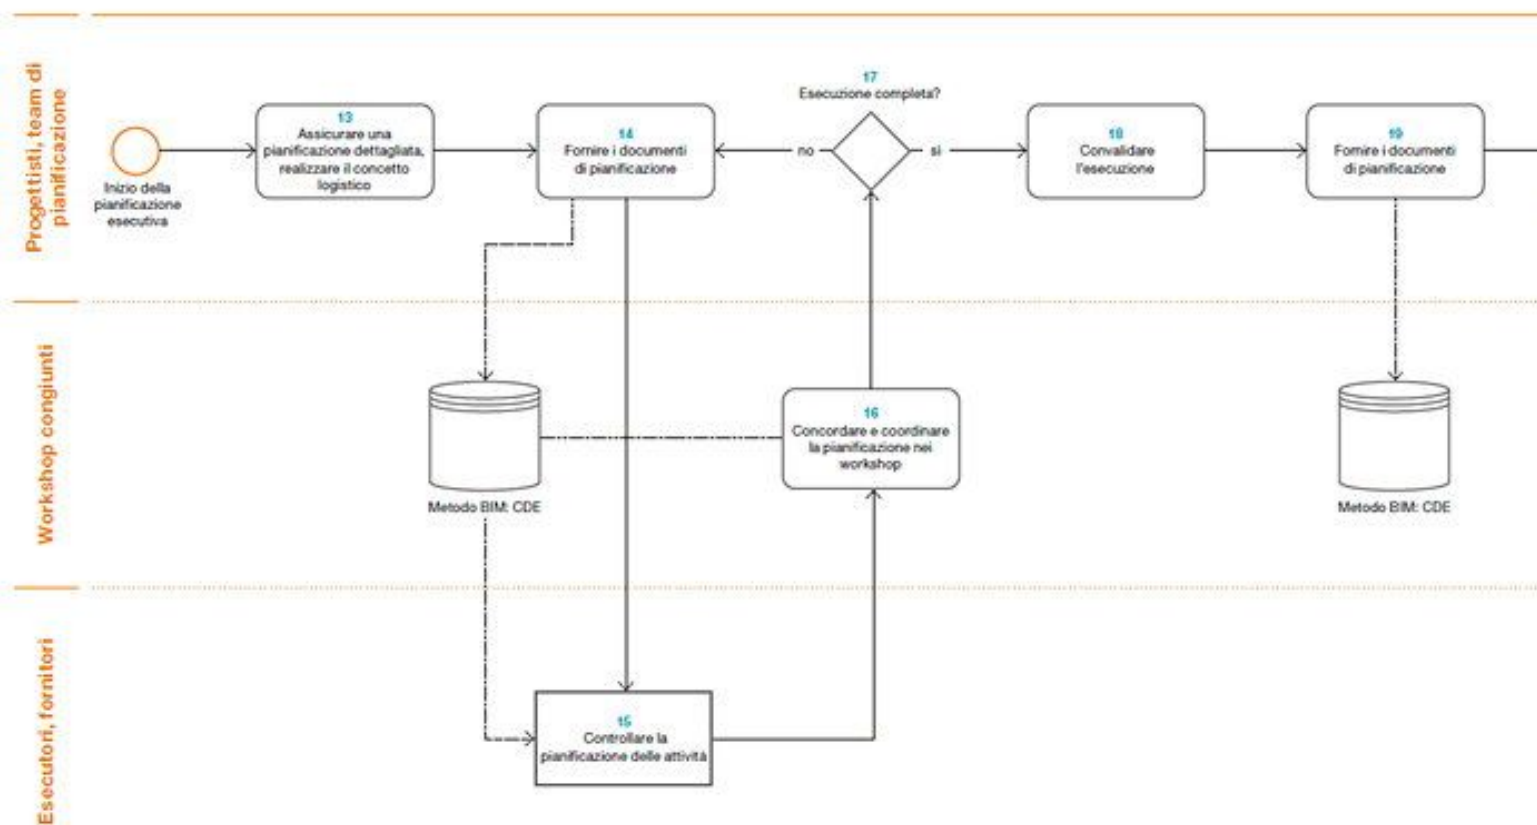 Progettisti, team di
pianificazione
Inizio della
pianificazione
esecutiva
13
Assicurare una
pianificazione dettagliata,
realizzare il concetto
logistico
14
Fornire i documenti
di pianificazione
17
Esecuzione completa?
no
si
18
Convalidare
l'esecuzione
19
Fornire i documenti
di pianificazione
Workshop congiunti
Metodo BIM: CDE
16
Concordare e coordinare
la pianificazione nei
workshop
Metodo BIM: CDE
Esecutori, fornitori
15
Controllare la
pianificazione delle attività